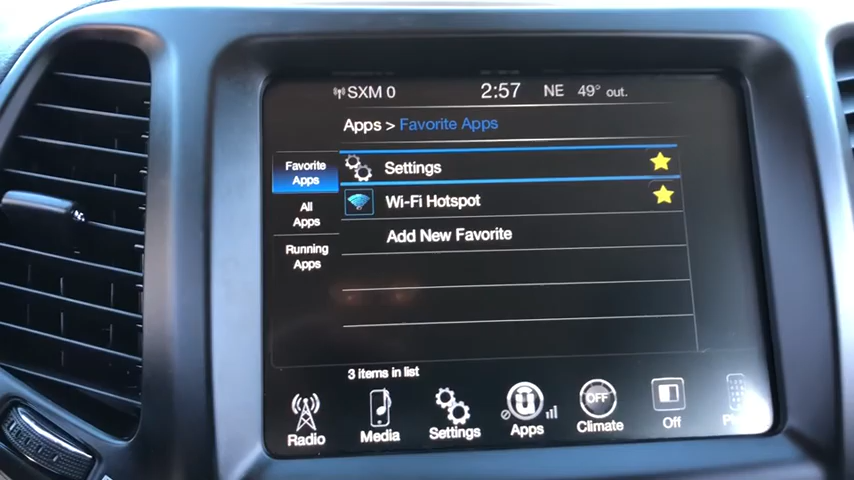 SXM 0 2:57 NE 49° out.
Apps > Favorite Apps
Favorite
Apps
Settings
Wi-Fi Hotspot
All
Apps
Add New Favorite
Running
Apps
3 items in list
Radio Media Settings Apps Climate Off
OFF